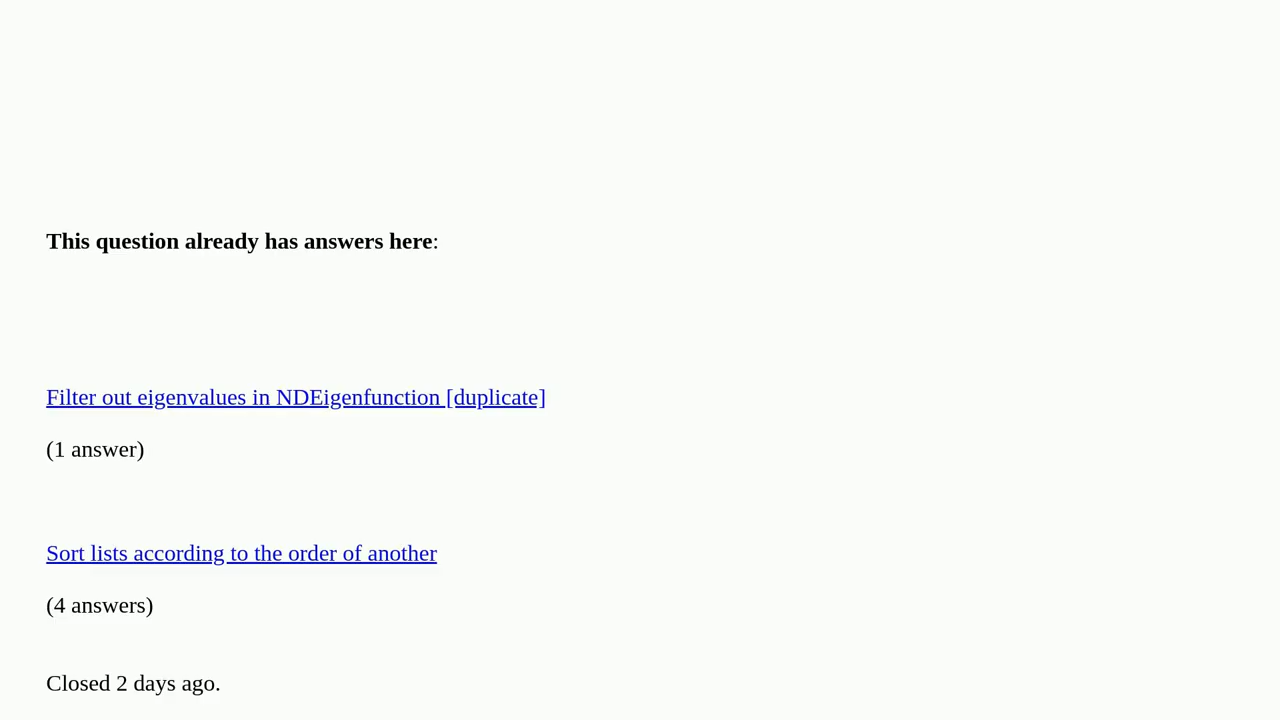 This question already has answers here:
Filter out eigenvalues in NDEigenfunction [duplicate]
(1 answer)
Sort lists according to the order of another
(4 answers)
Closed 2 days ago.